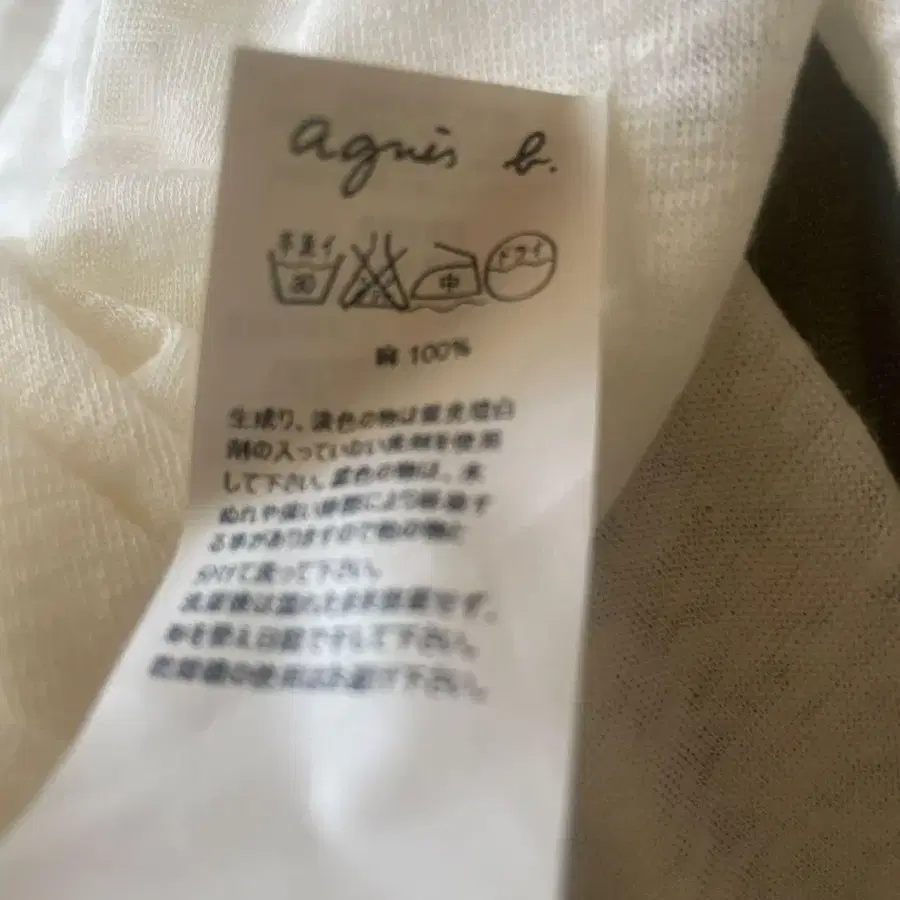 agnès b.
手洗イ
30 中 ドライ
麻 100%
生成り、淡色の物は蛍光増白
剤の入っていない洗剤を使用
して下さい。濃色の物は、水
ぬれや強い摩擦により移染す
る事がありますので他の物と
分けて洗って下さい。
洗濯後は濡れたまま放置せず、
形を整え日陰で干して下さい。
乾燥機の使用はお避け下さい。